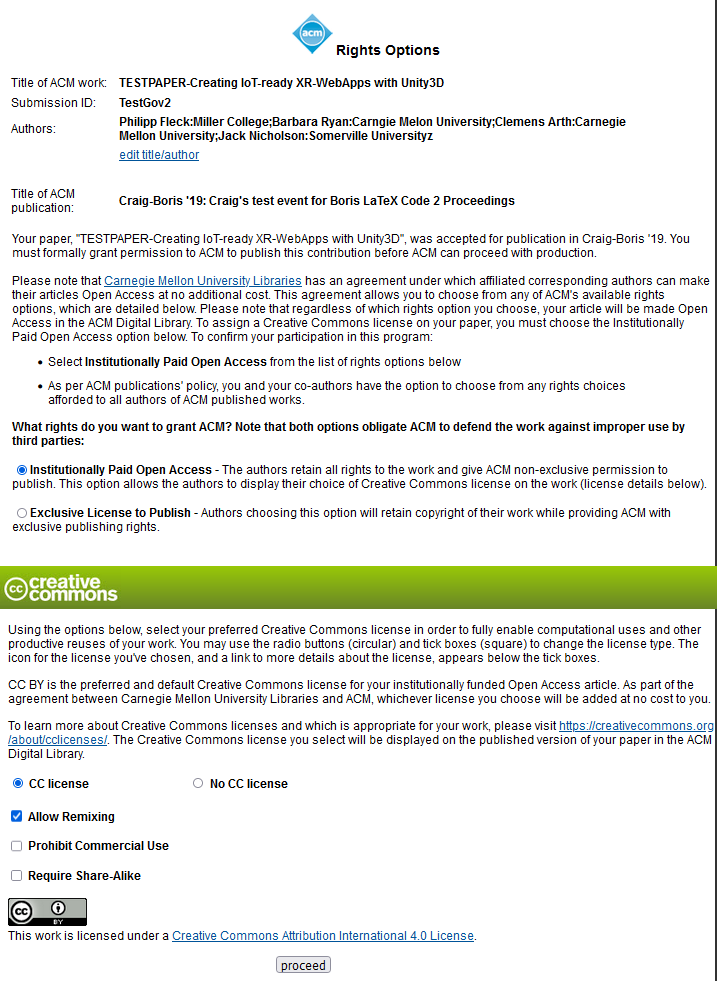 acm
Rights Options
Title of ACM work: TESTPAPER-Creating IoT-ready XR-WebApps with Unity3D
Submission ID: TestGov2
Authors: Philipp Fleck:Miller College;Barbara Ryan:Carngie Melon University;Clemens Arth:Carnegie
Mellon University;Jack Nicholson:Somerville Universityz
edit title/author
Title of ACM
publication: Craig-Boris '19: Craig's test event for Boris LaTeX Code 2 Proceedings
Your paper, "TESTPAPER-Creating IoT-ready XR-WebApps with Unity3D", was accepted for publication in Craig-Boris '19. You
must formally grant permission to ACM to publish this contribution before ACM can proceed with production.
Please note that Carnegie Mellon University Libraries has an agreement under which affiliated corresponding authors can make
their articles Open Access at no additional cost. This agreement allows you to choose from any of ACM's available rights
options, which are detailed below. Please note that regardless of which rights option you choose, your article will be made Open
Access in the ACM Digital Library. To assign a Creative Commons license on your paper, you must choose the Institutionally
Paid Open Access option below. To confirm your participation in this program:
• Select Institutionally Paid Open Access from the list of rights options below
• As per ACM publications' policy, you and your co-authors have the option to choose from any rights choices
afforded to all authors of ACM published works.
What rights do you want to grant ACM? Note that both options obligate ACM to defend the work against improper use by
third parties:
Institutionally Paid Open Access - The authors retain all rights to the work and give ACM non-exclusive permission to
publish. This option allows the authors to display their choice of Creative Commons license on the work (license details below).
Exclusive License to Publish - Authors choosing this option will retain copyright of their work while providing ACM with
exclusive publishing rights.
cc creative
commons
Using the options below, select your preferred Creative Commons license in order to fully enable computational uses and other
productive reuses of your work. You may use the radio buttons (circular) and tick boxes (square) to change the license type. The
icon for the license you've chosen, and a link to more details about the license, appears below the tick boxes.
CC BY is the preferred and default Creative Commons license for your institutionally funded Open Access article. As part of the
agreement between Carnegie Mellon University Libraries and ACM, whichever license you choose will be added at no cost to you.
To learn more about Creative Commons licenses and which is appropriate for your work, please visit https://creativecommons.org
/about/cclicenses/. The Creative Commons license you select will be displayed on the published version of your paper in the ACM
Digital Library.
CC license No CC license
Allow Remixing
Prohibit Commercial Use
Require Share-Alike
cc BY
This work is licensed under a Creative Commons Attribution International 4.0 License.
proceed